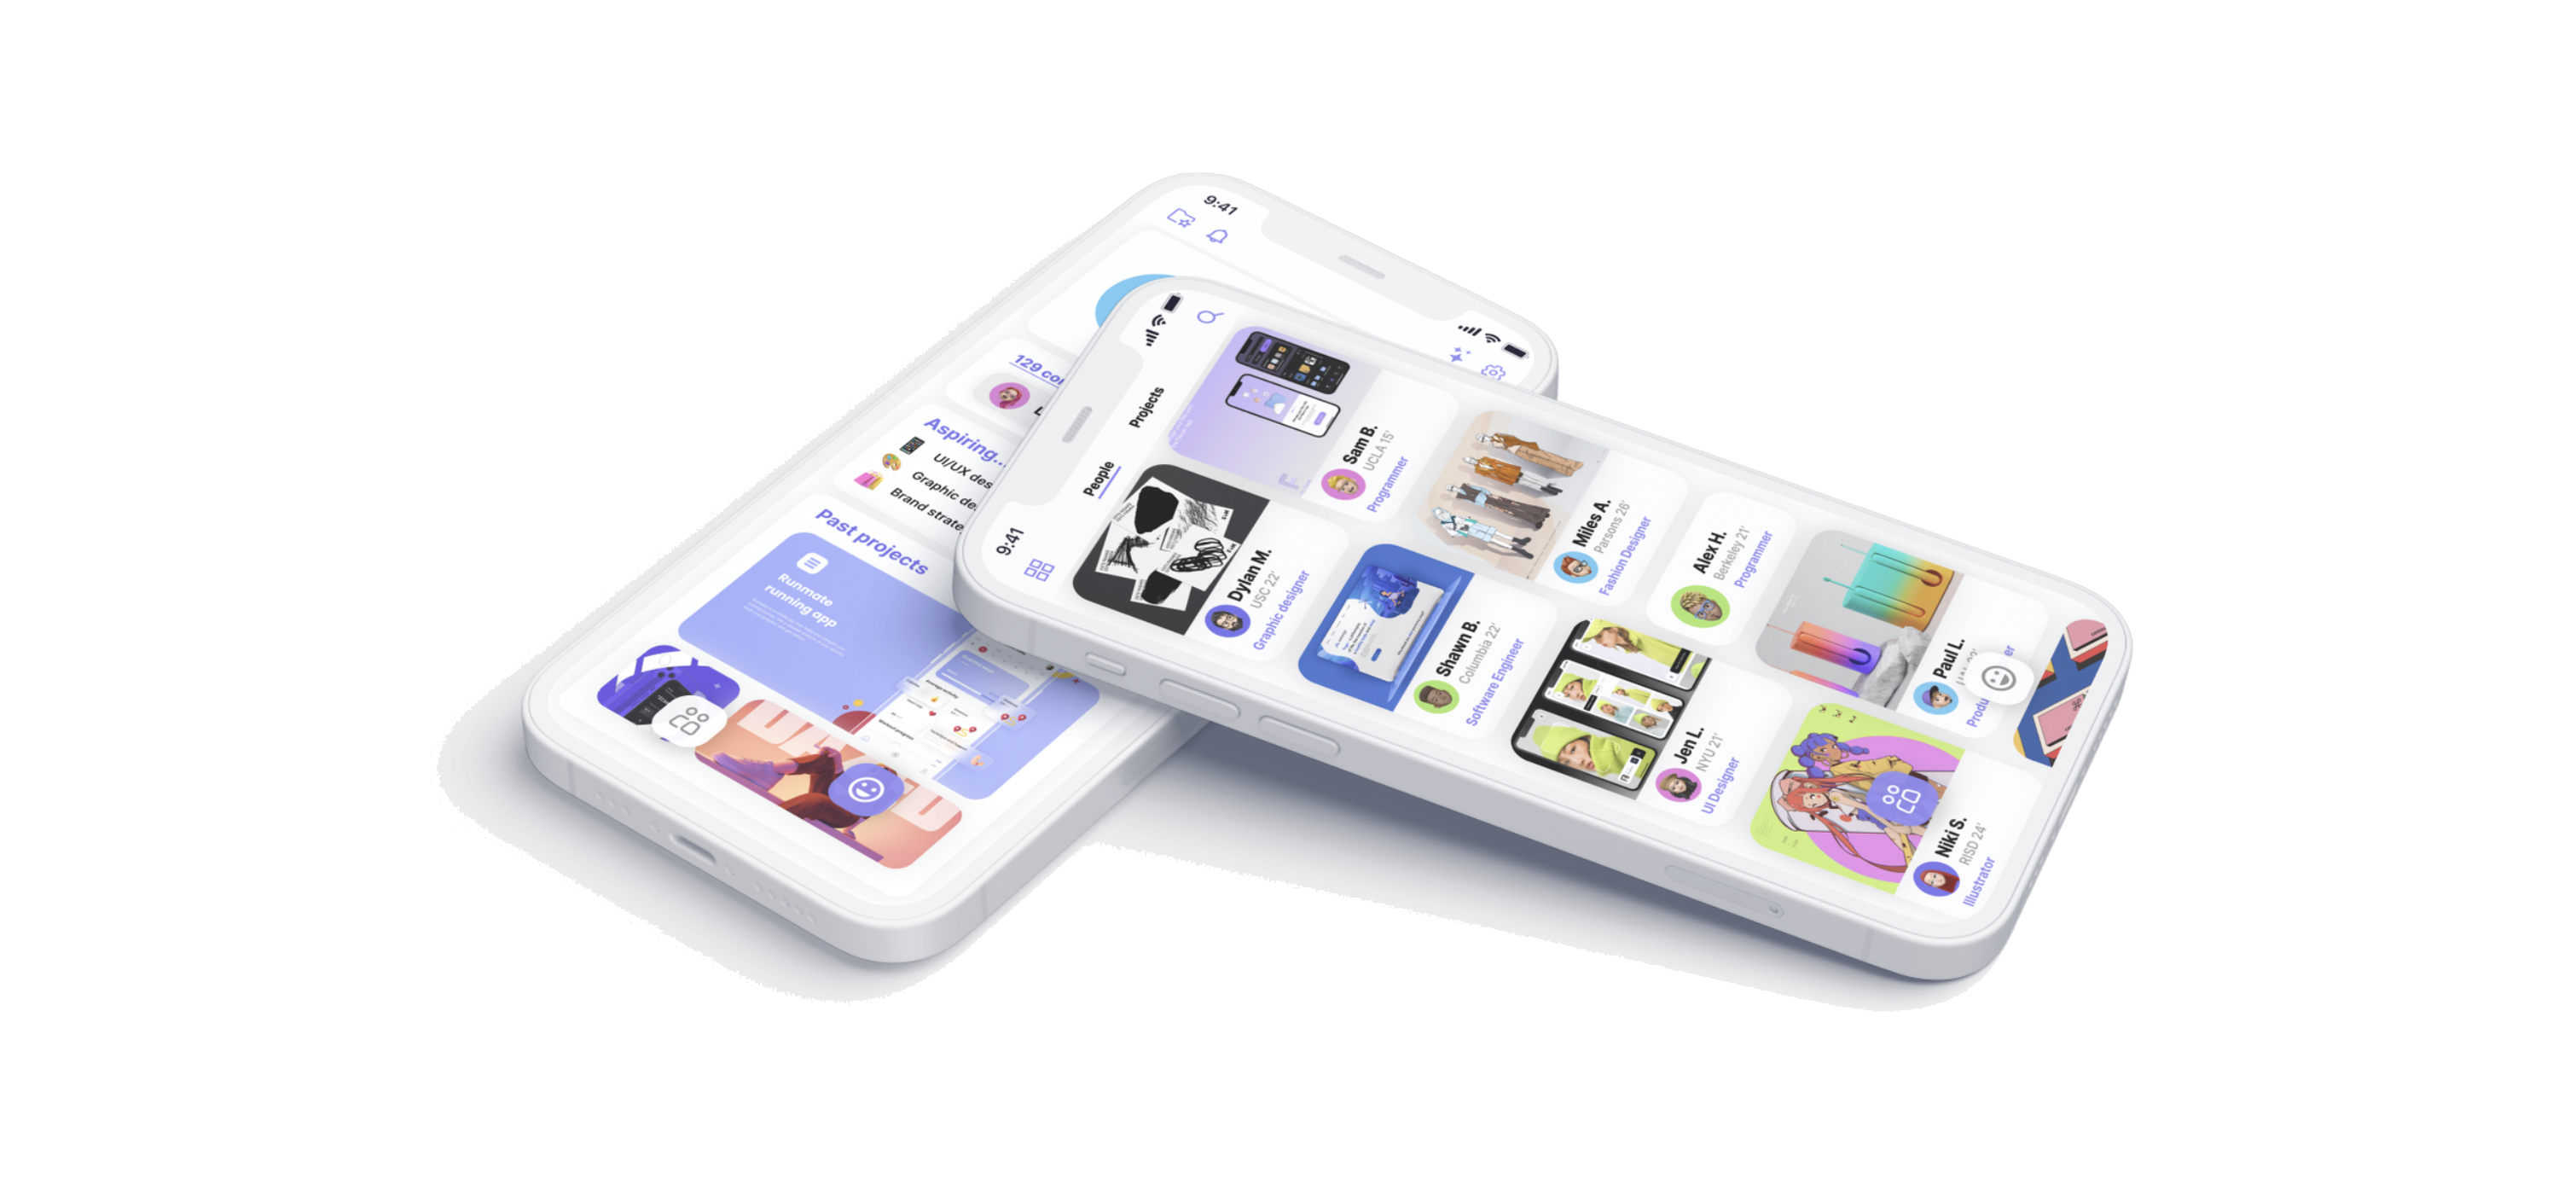 9:41
129 co
Aspiring...
UI/UX des
Graphic de
Brand strate
Past projects
Runmate
running app
9:41
People
Projects
Dylan M.
USC 22'
Graphic designer
Sam B.
UCLA 15'
Programmer
Shawn B.
Columbia 22'
Software Engineer
Miles A.
Parsons 26'
Fashion Designer
Jen L.
NYU 21'
UI Designer
Alex H.
Berkeley 21'
Programmer
Niki S.
RISD 24'
Illustrator
Paul L.
Produ er